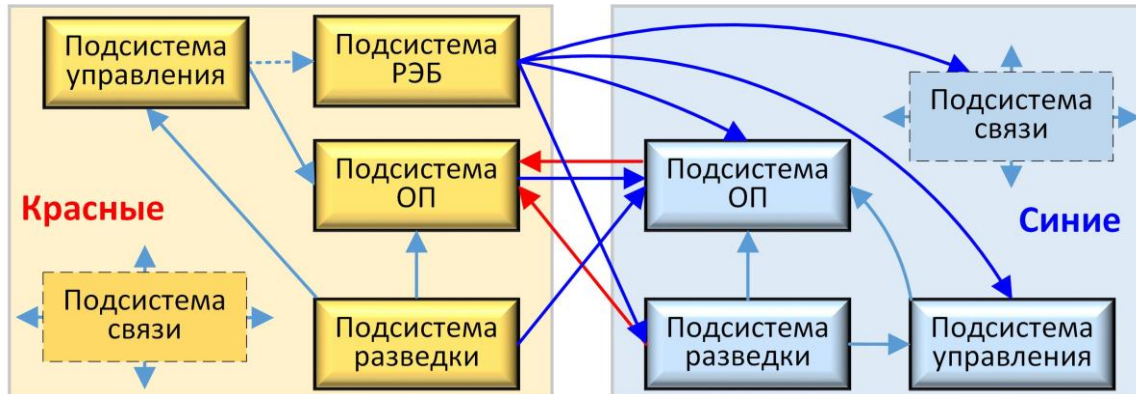 Подсистема
управления
Подсистема
РЭБ
Подсистема
связи
Подсистема
ОП
Подсистема
ОП
Красные
Синие
Подсистема
связи
Подсистема
разведки
Подсистема
разведки
Подсистема
управления